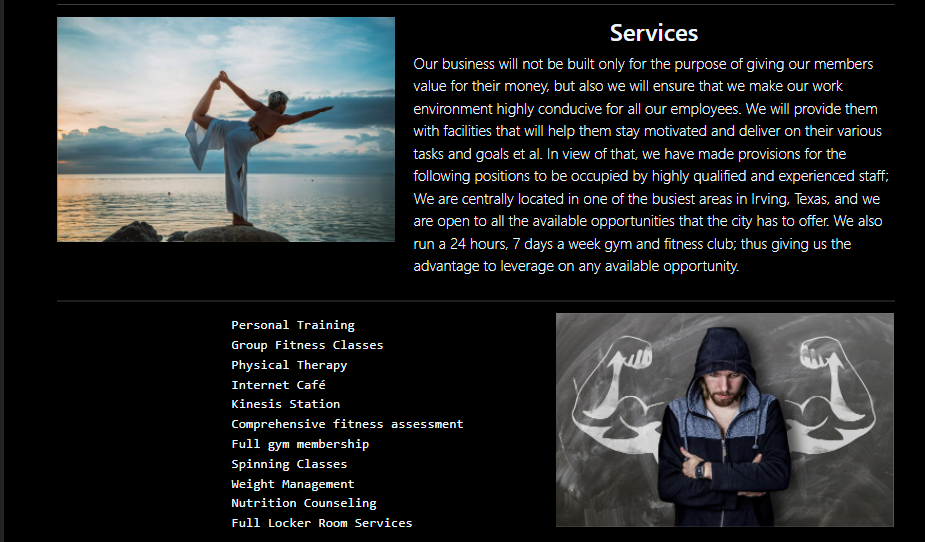 Services
Our business will not be built only for the purpose of giving our members
value for their money, but also we will ensure that we make our work
environment highly conducive for all our employees. We will provide them
with facilities that will help them stay motivated and deliver on their various
tasks and goals et al. In view of that, we have made provisions for the
following positions to be occupied by highly qualified and experienced staff;
We are centrally located in one of the busiest areas in Irving, Texas, and we
are open to all the available opportunities that the city has to offer. We also
run a 24 hours, 7 days a week gym and fitness club; thus giving us the
advantage to leverage on any available opportunity.
Personal Training
Group Fitness Classes
Physical Therapy
Internet Café
Kinesis Station
Comprehensive fitness assessment
Full gym membership
Spinning Classes
Weight Management
Nutrition Counseling
Full Locker Room Services